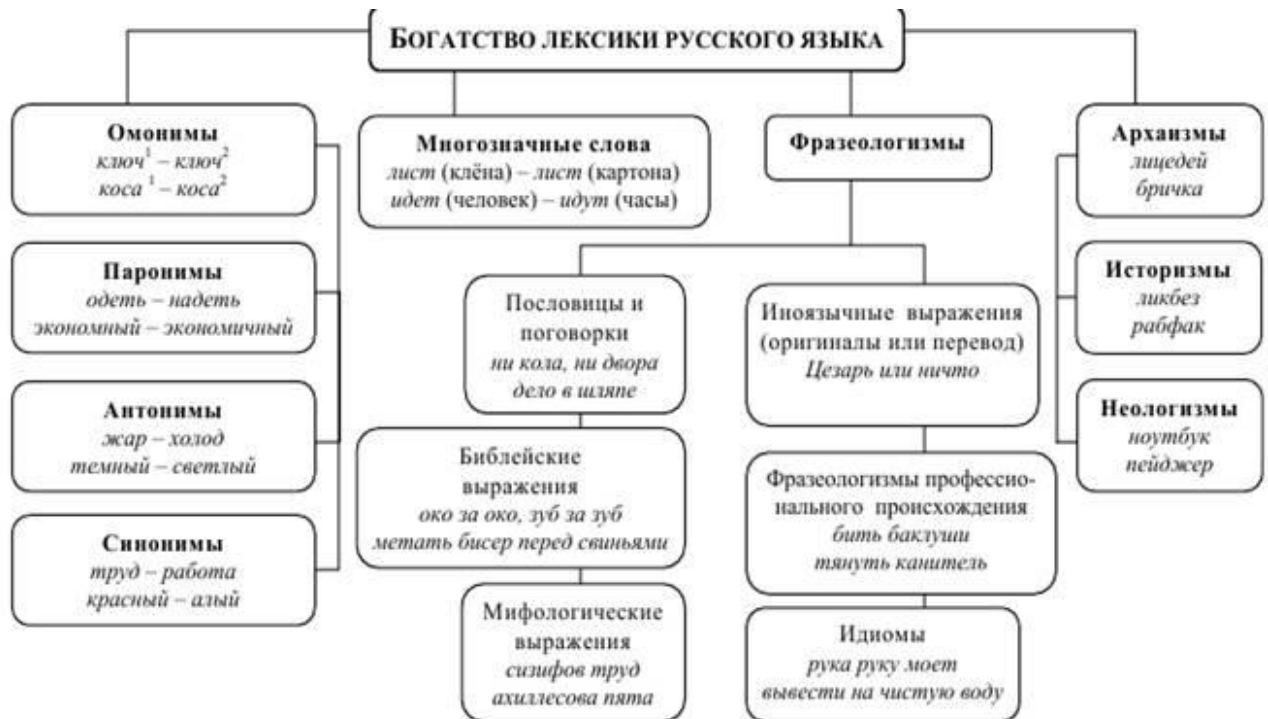 БОГАТСТВО ЛЕКСИКИ РУССКОГО ЯЗЫКА
Омонимы
ключ¹ – ключ²
коса ¹ – коса²
Паронимы
одеть – надеть
экономный – экономичный
Антонимы
жар – холод
темный – светлый
Синонимы
труд – работа
красный – алый
Многозначные слова
лист (клёна) – лист (картона)
идет (человек) – идут (часы)
Фразеологизмы
Пословицы и
поговорки
ни кола, ни двора
дело в шляпе
Библейские
выражения
око за око, зуб за зуб
метать бисер перед свиньями
Мифологические
выражения
сизифов труд
ахиллесова пята
Иноязычные выражения
(оригиналы или перевод)
Цезарь или ничто
Фразеологизмы профессио-
нального происхождения
бить баклуши
тянуть канитель
Идиомы
рука руку моет
вывести на чистую воду
Архаизмы
лицедей
бричка
Историзмы
ликбез
рабфак
Неологизмы
ноутбук
пейджер